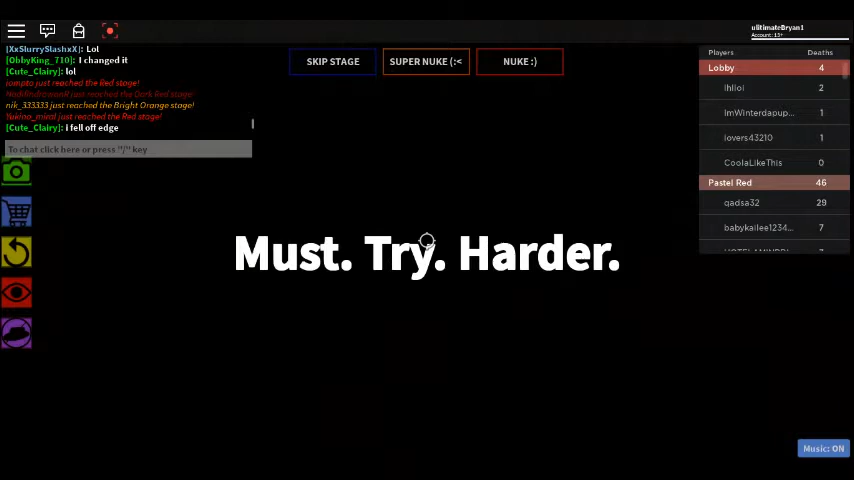 ulitimateBryan1
Account: 13+
[XxSlurrySlashxX]: Lol
[ObbyKing_710]: I changed it
[Cute_Clairy]: lol
just reached the Red stage!
just reached the Dark Red stage!
nik_333333 just reached the Bright Orange stage!
just reached the Red stage!
[Cute_Clairy]: i fell off edge
To chat click here or press "/" key
SKIP STAGE
SUPER NUKE (:<
NUKE :)
Players Deaths
Lobby 4
lhlloi 2
ImWinterdapup... 1
lovers43210 1
CoolaLikeThis 0
Pastel Red 46
qadsa32 29
babykailee1234... 7
Must. Try. Harder.
Music: ON